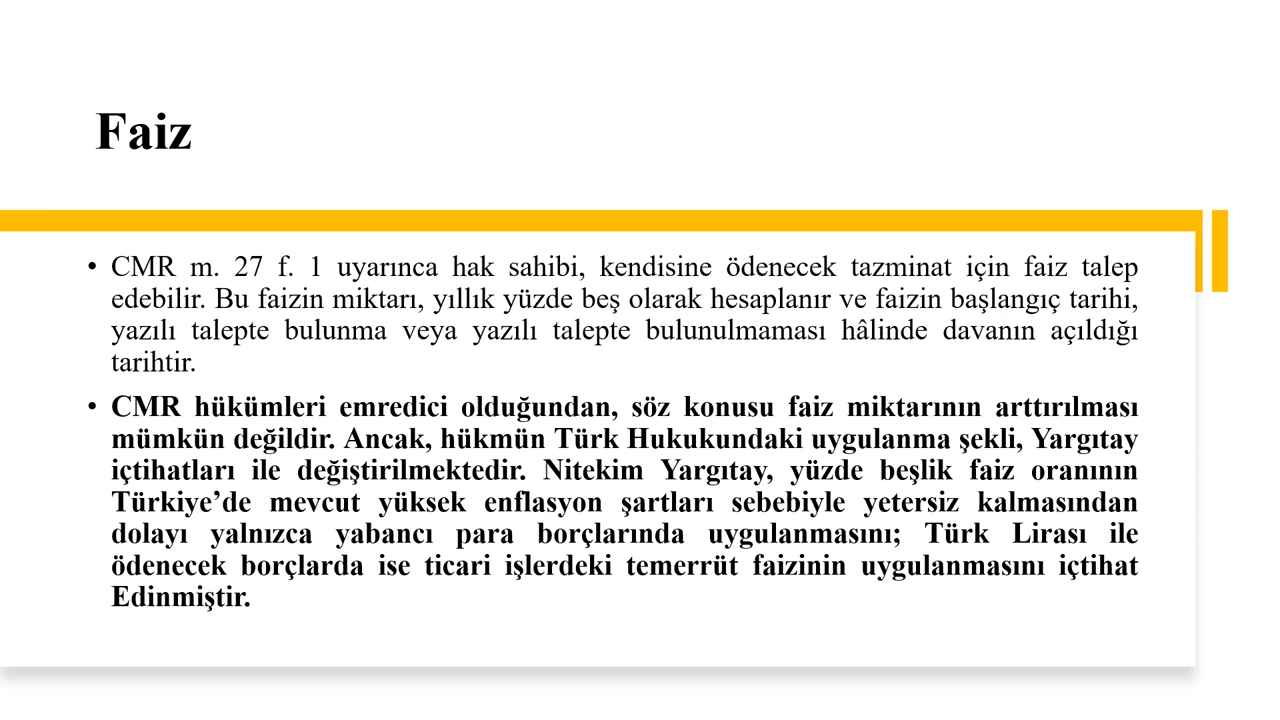 Faiz
• CMR m. 27 f. 1 uyarınca hak sahibi, kendisine ödenecek tazminat için faiz talep
edebilir. Bu faizin miktarı, yıllık yüzde beş olarak hesaplanır ve faizin başlangıç tarihi,
yazılı talepte bulunma veya yazılı talepte bulunulmaması hâlinde davanın açıldığı
tarihtir.
• CMR hükümleri emredici olduğundan, söz konusu faiz miktarının arttırılması
mümkün değildir. Ancak, hükmün Türk Hukukundaki uygulanma şekli, Yargıtay
içtihatları ile değiştirilmektedir. Nitekim Yargıtay, yüzde beşlik faiz oranının
Türkiye’de mevcut yüksek enflasyon şartları sebebiyle yetersiz kalmasından
dolayı yalnızca yabancı para borçlarında uygulanmasını; Türk Lirası ile
ödenecek borçlarda ise ticari işlerdeki temerrüt faizinin uygulanmasını içtihat
Edinmiştir.